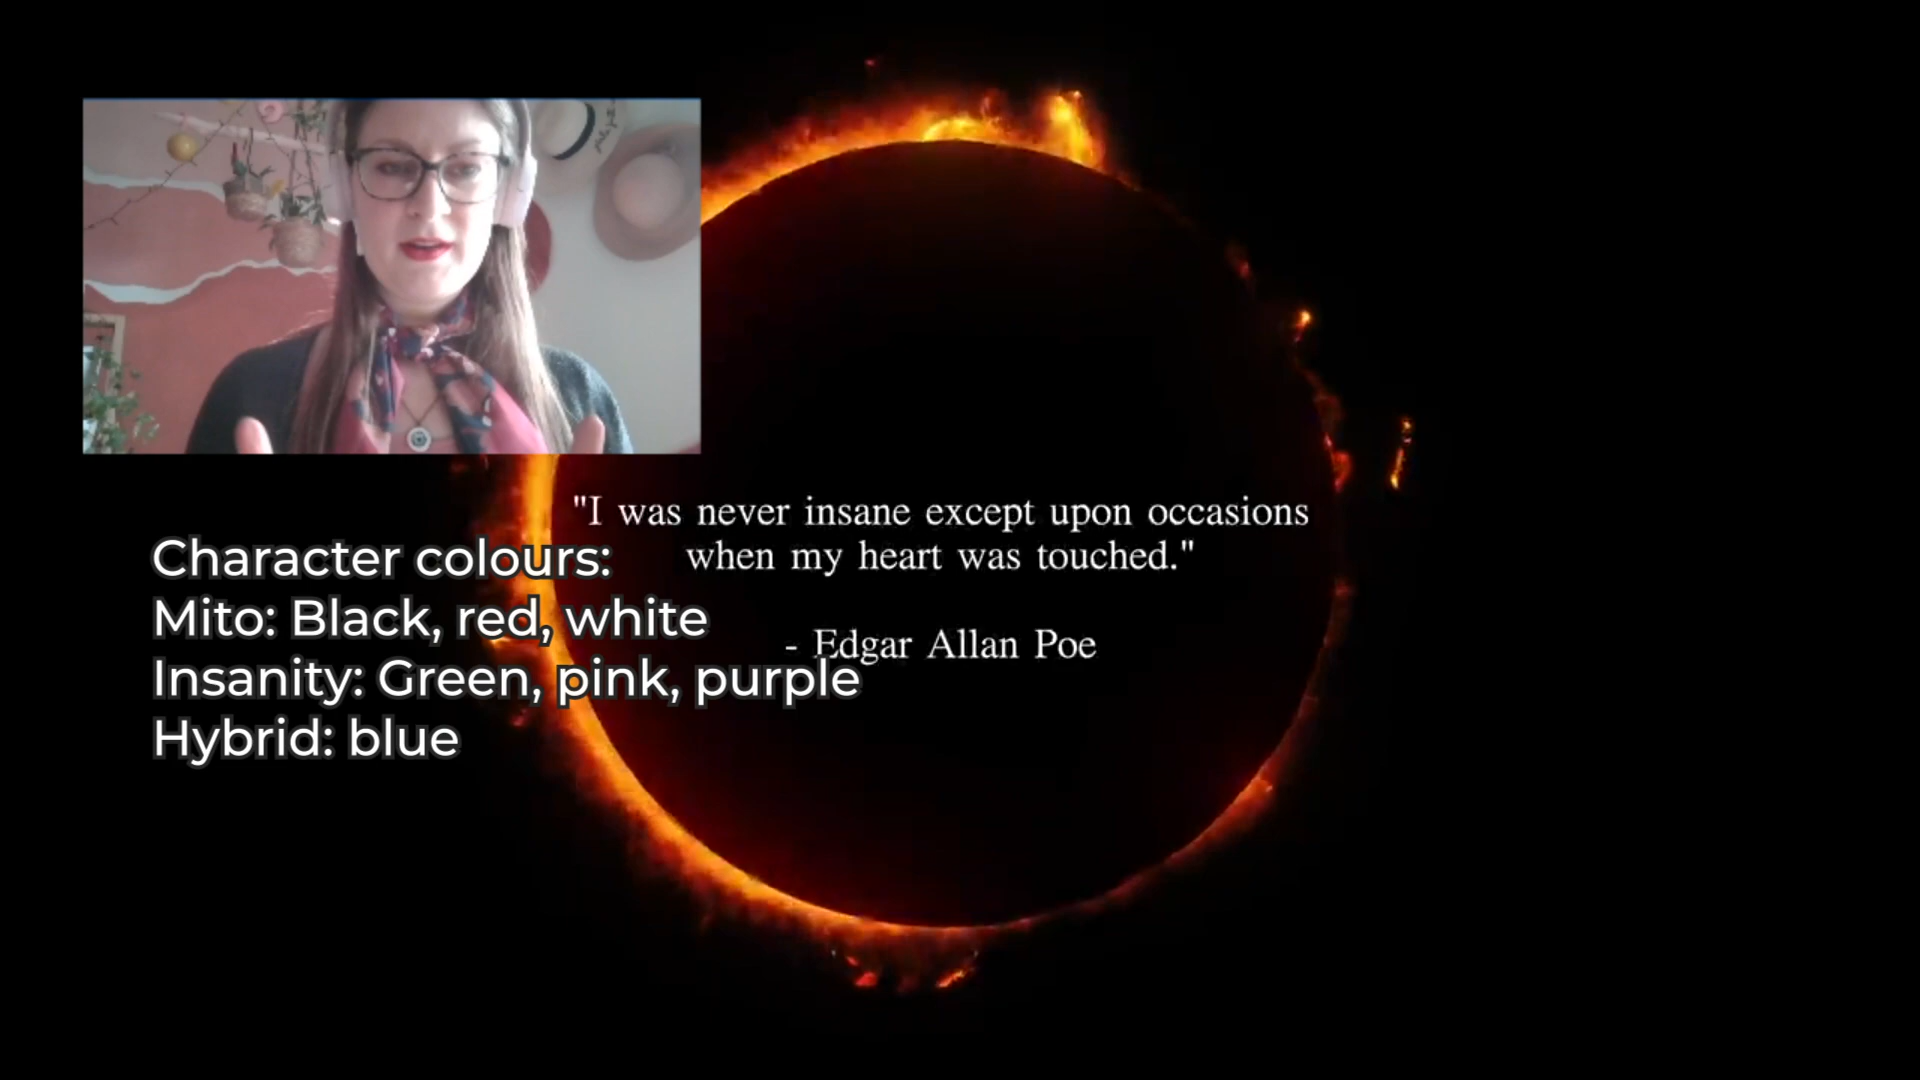 "I was never insane except upon occasions
when my heart was touched."
- Edgar Allan Poe
Character colours:
Mito: Black, red, white
Insanity: Green, pink, purple
Hybrid: blue